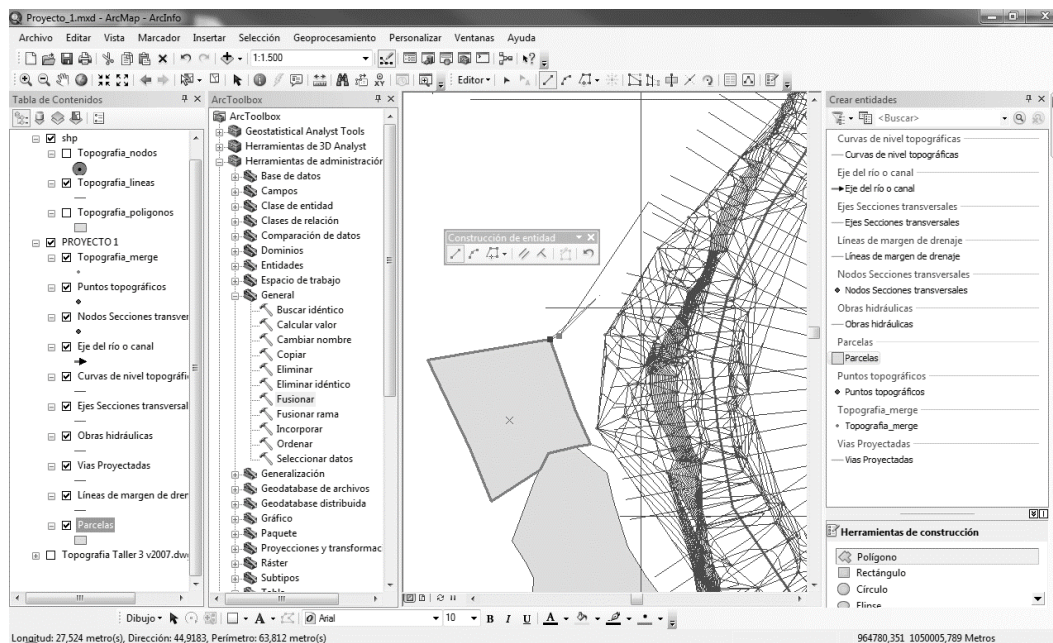 Proyecto_1.mxd - ArcMap - ArcInfo
Archivo Editar Vista Marcador Insertar Selección Geoprocesamiento Personalizar Ventanas Ayuda
1:1.500
Editor
Tabla de Contenidos
shp
Topografia_nodos
Topografia_lineas
Topografia_poligonos
PROYECTO1
Topografia_merge
Puntos topográficos
Nodos Secciones transver
Eje del río o canal
Curvas de nivel topográfi
Ejes Secciones transversal
Obras hidráulicas
Vias Proyectadas
Líneas de margen de dren
Parcelas
Topografia Taller 3 v2007.dw
ArcToolbox
ArcToolbox
Geostatistical Analyst Tools
Herramientas de 3D Analyst
Herramientas de administración
Base de datos
Campos
Clase de entidad
Clases de relación
Comparación de datos
Dominios
Entidades
Espacio de trabajo
General
Buscar idéntico
Calcular valor
Cambiar nombre
Copiar
Eliminar
Eliminar idéntico
Fusionar
Fusionar rama
Incorporar
Ordenar
Seleccionar datos
Generalización
Geodatabase de archivos
Geodatabase distribuida
Gráfico
Paquete
Proyecciones y transformac
Ráster
Subtipos
Tabla
Construcción de entidad
Crear entidades
<Buscar>
Curvas de nivel topográficas
Curvas de nivel topográficas
Eje del río o canal
Eje del río o canal
Ejes Secciones transversales
Ejes Secciones transversales
Líneas de margen de drenaje
Líneas de margen de drenaje
Nodos Secciones transversales
Nodos Secciones transversales
Obras hidráulicas
Obras hidráulicas
Parcelas
Parcelas
Puntos topográficos
Puntos topográficos
Topografia_merge
Topografia_merge
Vias Proyectadas
Vias Proyectadas
Herramientas de construcción
Polígono
Rectángulo
Círculo
Elipse
Dibujo A Arial 10 B I U A
Longitud: 27,524 metro(s), Dirección: 44,9183, Perímetro: 63,812 metro(s)
964780,351 1050005,789 Metros